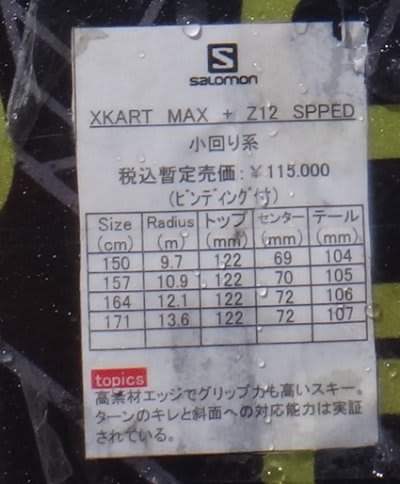 S
salomon
XKART MAX + Z12 SPPED
小回り系
税込暫定売価:￥115.000
(ﾋﾞﾝﾃﾞｨﾝｸﾞ付)
Size Radius トップ センター テール
(cm) (m) (mm) (mm) (mm)
150 9.7 122 69 104
157 10.9 122 70 105
164 12.1 122 72 106
171 13.6 122 72 107
topics
高素材エッジでグリップ力も高いスキー。
ターンのキレと斜面への対応能力は実証
されている。